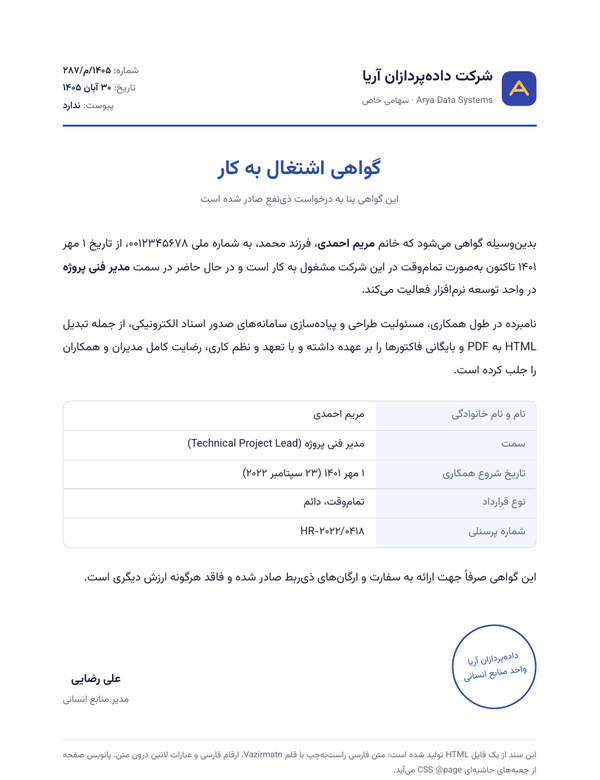 شرکت داده‌پردازان آریا
Arya Data Systems · سهامی خاص
شماره: ۱۴۰۵/م/۲۸۷
تاریخ: ۳۰ آبان ۱۴۰۵
پیوست: ندارد
گواهی اشتغال به کار
این گواهی بنا به درخواست ذی‌نفع صادر شده است
بدین‌وسیله گواهی می‌شود که خانم مریم احمدی، فرزند محمد، به شماره ملی ۰۰۱۲۳۴۵۶۷۸، از تاریخ ۱ مهر
۱۴۰۱ تاکنون به‌صورت تمام‌وقت در این شرکت مشغول به کار است و در حال حاضر در سمت مدیر فنی پروژه
در واحد توسعه نرم‌افزار فعالیت می‌کند.
نامبرده در طول همکاری، مسئولیت طراحی و پیاده‌سازی سامانه‌های صدور اسناد الکترونیکی، از جمله تبدیل
HTML به PDF و بایگانی فاکتورها را بر عهده داشته و با تعهد و نظم کاری، رضایت کامل مدیران و همکاران
را جلب کرده است.
نام و نام خانوادگی مریم احمدی
سمت مدیر فنی پروژه (Technical Project Lead)
تاریخ شروع همکاری ۱ مهر ۱۴۰۱ (۲۳ سپتامبر ۲۰۲۲)
نوع قرارداد تمام‌وقت، دائم
شماره پرسنلی HR-۲۰۲۲/۰۴۱۸
این گواهی صرفاً جهت ارائه به سفارت و ارگان‌های ذی‌ربط صادر شده و فاقد هرگونه ارزش دیگری است.
داده‌پردازان آریا
واحد منابع انسانی
علی رضایی
مدیر منابع انسانی
این سند از یک فایل HTML تولید شده است: متن فارسی راست‌به‌چپ با قلم Vazirmatn، ارقام فارسی و عبارات لاتین درون متن. پانویس صفحه
از جعبه‌های حاشیه‌ای CSS @page می‌آید.